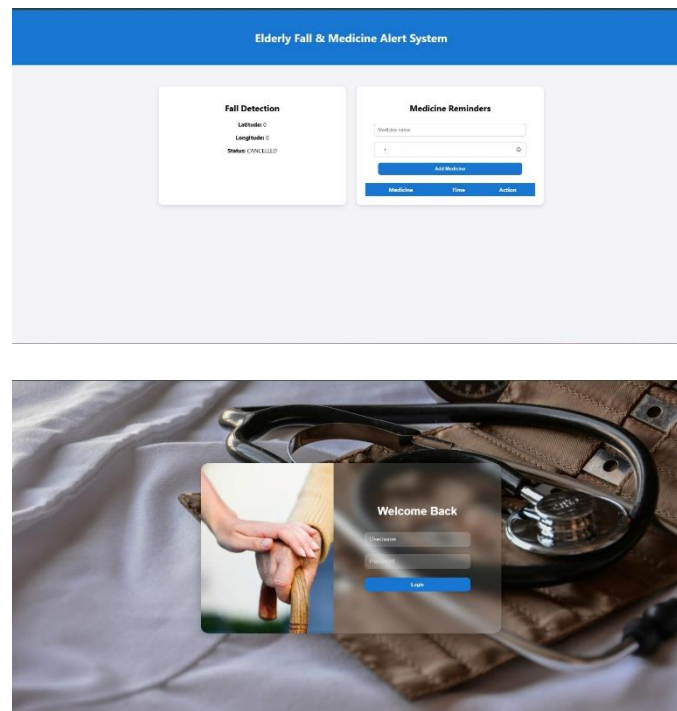 Elderly Fall & Medicine Alert System
Fall Detection
Latitude: 0
Longitude: 0
Status: CANCELLED
Medicine Reminders
Medicine name
Add Medicine
Medicine Time Action
Welcome Back
Username
Password
Login